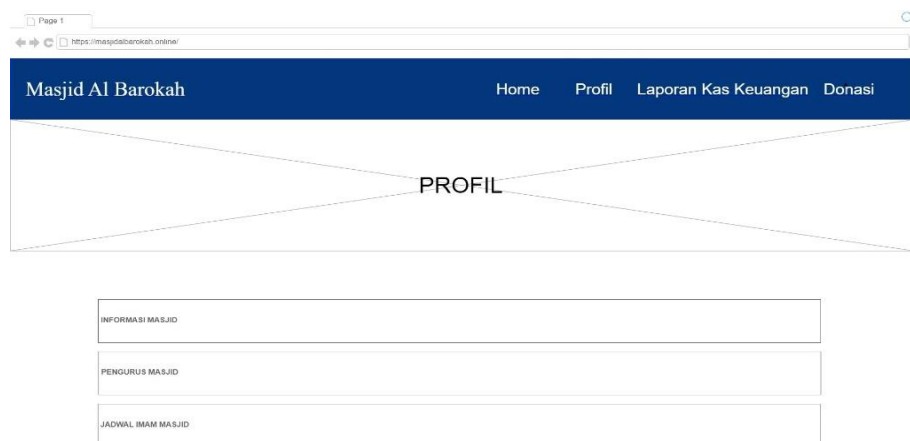 Page 1
https://masjidalbarokah.online/
Masjid Al Barokah Home Profil Laporan Kas Keuangan Donasi
PROFIL
INFORMASI MASJID
PENGURUS MASJID
JADWAL IMAM MASJID